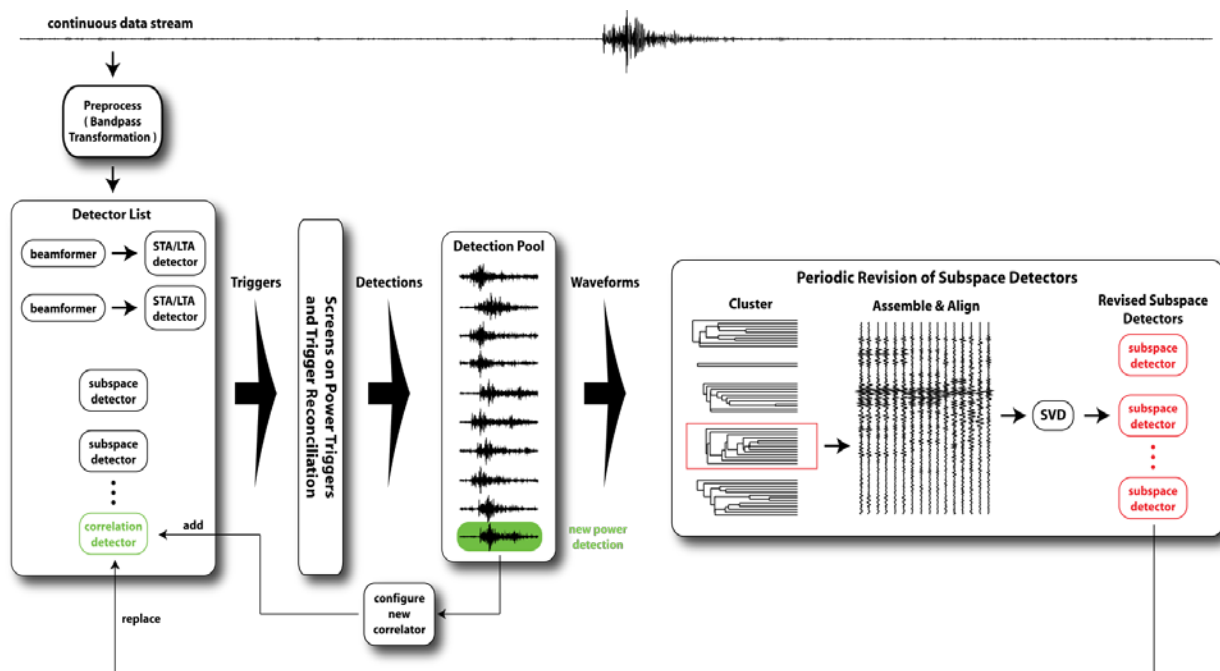 continuous data stream
Preprocess
( Bandpass
Transformation )
Detector List
beamformer
STA/LTA
detector
beamformer
STA/LTA
detector
subspace
detector
subspace
detector
correlation
detector
add
replace
Triggers
Screens on Power Triggers
and Trigger Reconciliation
Detections
configure
new
correlator
Detection Pool
new power
detection
Waveforms
Periodic Revision of Subspace Detectors
Cluster
Assemble & Align
SVD
Revised Subspace
Detectors
subspace
detector
subspace
detector
subspace
detector